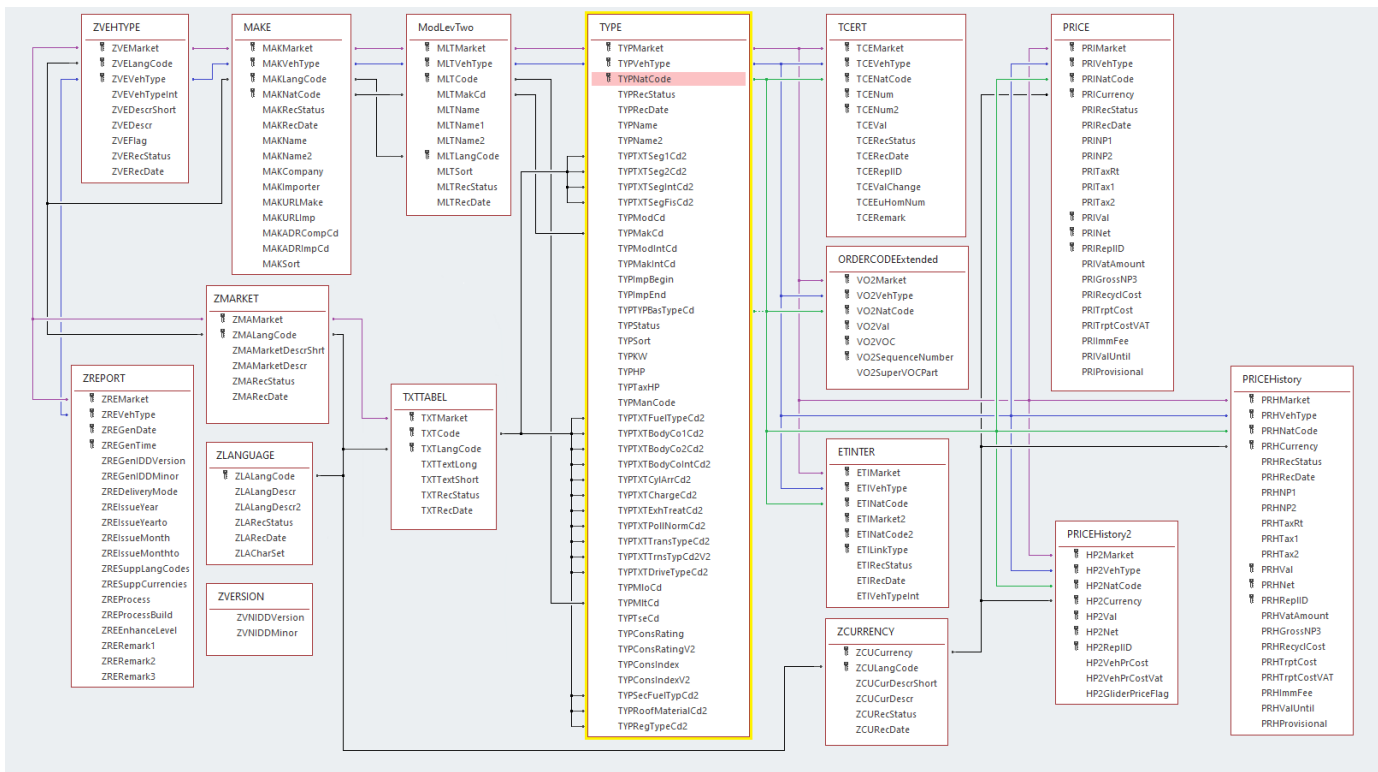 ZVEHTYPE
ZVEMarket
ZVELangCode
ZVEVehType
ZVEVehTypeInt
ZVEDescrShort
ZVEDescr
ZVEFlag
ZVERecStatus
ZVERecDate
MAKE
MAKMarket
MAKVehType
MAKLangCode
MAKNatCode
MAKRecStatus
MAKRecDate
MAKName
MAKName2
MAKCompany
MAKImporter
MAKURLMake
MAKURLImp
MAKADRCompCd
MAKADRImpCd
MAKSort
ModLevTwo
MLTMarket
MLTVehType
MLTCode
MLTMakCd
MLTName
MLTName1
MLTName2
MLTLangCode
MLTSort
MLTRecStatus
MLTRecDate
TYPE
TYPMarket
TYPVehType
TYPNatCode
TYPRecStatus
TYPRecDate
TYPName
TYPName2
TYPTXTSeg1Cd2
TYPTXTSeg2Cd2
TYPTXTSegIntCd2
TYPTXTSegFisCd2
TYPModCd
TYPMakCd
TYPModIntCd
TYPMakIntCd
TYPImpBegin
TYPImpEnd
TYPTYPBasTypeCd
TYPStatus
TYPSort
TYPKW
TYPHP
TYPTaxHP
TYPManCode
TYPTXTFuelTypeCd2
TYPTXTBodyCo1Cd2
TYPTXTBodyCo2Cd2
TYPTXTBodyCoIntCd2
TYPTXTCylArrCd2
TYPTXTChargeCd2
TYPTXTExhTreatCd2
TYPTXTPollNormCd2
TYPTXTTransTypeCd2
TYPTXTTrnsTypCd2V2
TYPTXTDriveTypeCd2
TYPMloCd
TYPMltCd
TYPTseCd
TYPConsRating
TYPConsRatingV2
TYPConsIndex
TYPConsIndexV2
TYPSecFuelTypCd2
TYPRoofMaterialCd2
TYPRegTypeCd2
TCERT
TCEMarket
TCEVehType
TCENatCode
TCENum
TCENum2
TCEVal
TCERecStatus
TCERecDate
TCEReplID
TCEValChange
TCEEuHomNum
TCERemark
PRICE
PRIMarket
PRIVehType
PRINatCode
PRICurrency
PRIRecStatus
PRIRecDate
PRINP1
PRINP2
PRITaxRt
PRITax1
PRITax2
PRIVal
PRINet
PRIReplID
PRIVatAmount
PRIGrossNP3
PRIRecyclCost
PRITrptCost
PRITrptCostVAT
PRIImmFee
PRIValUntil
PRIProvisional
ORDERCODEExtended
VO2Market
VO2VehType
VO2NatCode
VO2Val
VO2VOC
VO2SequenceNumber
VO2SuperVOCPart
ZMARKET
ZMAMarket
ZMALangCode
ZMAMarketDescrShrt
ZMAMarketDescr
ZMARecStatus
ZMARecDate
ZREPORT
ZREMarket
ZREVehType
ZREGenDate
ZREGenTime
ZREGenIDDVersion
ZREGenIDDMinor
ZREDeliveryMode
ZREIssueYear
ZREIssueYearto
ZREIssueMonth
ZREIssueMonthto
ZRESuppLangCodes
ZRESuppCurrencies
ZREProcess
ZREProcessBuild
ZREEnhanceLevel
ZRERemark1
ZRERemark2
ZRERemark3
TXTTABEL
TXTMarket
TXTCode
TXTLangCode
TXTTextLong
TXTTextShort
TXTRecStatus
TXTRecDate
ZLANGUAGE
ZLALangCode
ZLALangDescr
ZLALangDescr2
ZLARecStatus
ZLARecDate
ZLACharSet
ZVERSION
ZVNIDDVersion
ZVNIDDMinor
ETINTER
ETIMarket
ETIVehType
ETINatCode
ETIMarket2
ETINatCode2
ETILinkType
ETIRecStatus
ETIRecDate
ETIVehTypeInt
ZCURRENCY
ZCUCurrency
ZCULangCode
ZCUCurDescrShort
ZCUCurDescr
ZCURecStatus
ZCURecDate
PRICEHistory2
HP2Market
HP2VehType
HP2NatCode
HP2Currency
HP2Val
HP2Net
HP2ReplID
HP2VehPrCost
HP2VehPrCostVat
HP2GliderPriceFlag
PRICEHistory
PRHMarket
PRHVehType
PRHNatCode
PRHCurrency
PRHRecStatus
PRHRecDate
PRHNP1
PRHNP2
PRHTaxRt
PRHTax1
PRHTax2
PRHVal
PRHNet
PRHReplID
PRHVatAmount
PRHGrossNP3
PRHRecyclCost
PRHTrptCost
PRHTrptCostVAT
PRHImmFee
PRHValUntil
PRHProvisional